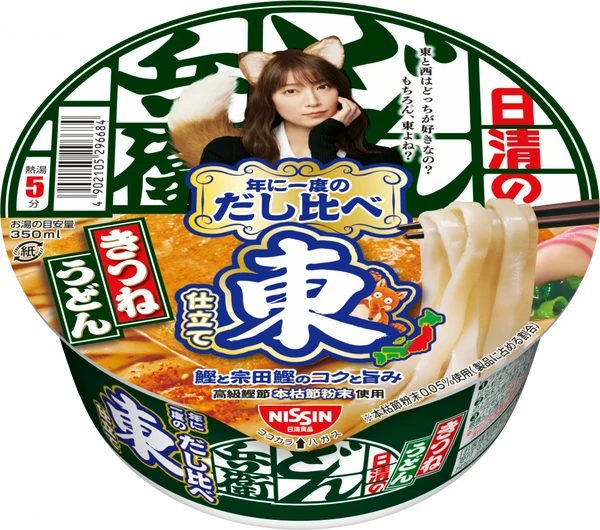 日清の
どん
兵衛
東と西はどっちが好きなの?
もちろん、東よね?
4 902105 296684
熱湯
5分
お湯の目安量
350ml
紙
年に一度の
だし比べ
東
仕立て
きつね
うどん
鰹と宗田鰹のコクと旨み
高級鰹節 本枯節粉末使用
※本枯節粉末0.05%使用(製品に占める割合)
NISSIN
日清食品
ココカラ↑ハガス
年に一度の
だし比べ
東
仕立て
日清の
どん
兵衛
きつね
うどん